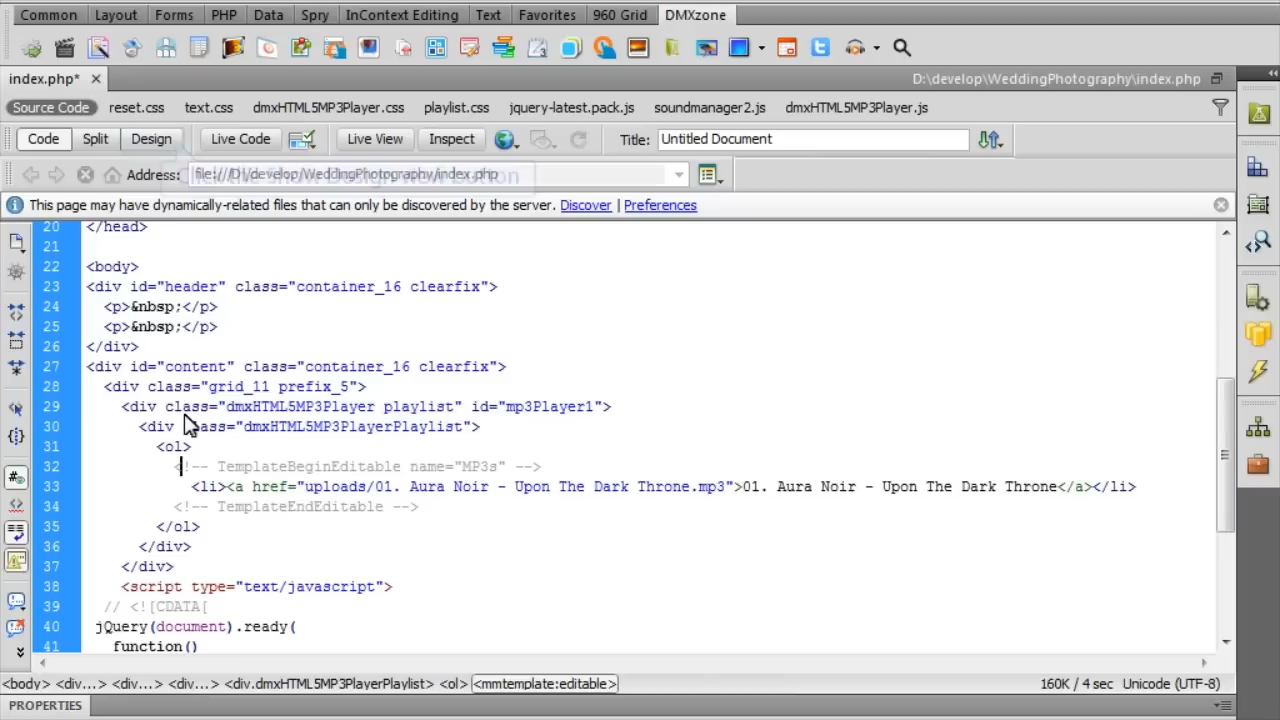 Common Layout Forms PHP Data Spry InContext Editing Text Favorites 960 Grid DMXzone
index.php* D:\develop\WeddingPhotography\index.php
Source Code reset.css text.css dmxHTML5MP3Player.css playlist.css jquery-latest.pack.js soundmanager2.js dmxHTML5MP3Player.js
Code Split Design Live Code Live View Inspect Title: Untitled Document
Address: file:///D|/develop/WeddingPhotography/index.php
This page may have dynamically-related files that can only be discovered by the server. Discover | Preferences
20 </head>
21
22 <body>
23 <div id="header" class="container_16 clearfix">
24 <p>&nbsp;</p>
25 <p>&nbsp;</p>
26 </div>
27 <div id="content" class="container_16 clearfix">
28 <div class="grid_11 prefix_5">
29 <div class="dmxHTML5MP3Player playlist" id="mp3Player1">
30 <div class="dmxHTML5MP3PlayerPlaylist">
31 <ol>
32 <!-- TemplateBeginEditable name="MP3s" -->
33 <li><a href="uploads/01. Aura Noir - Upon The Dark Throne.mp3">01. Aura Noir - Upon The Dark Throne</a></li>
34 <!-- TemplateEndEditable -->
35 </ol>
36 </div>
37 </div>
38 <script type="text/javascript">
39 // <![CDATA[
40 jQuery(document).ready(
41 function()
<body> <div...> <div...> <div...> <div.dmxHTML5MP3PlayerPlaylist> <ol> <mmtemplate:editable> 160K / 4 sec Unicode (UTF-8)
PROPERTIES